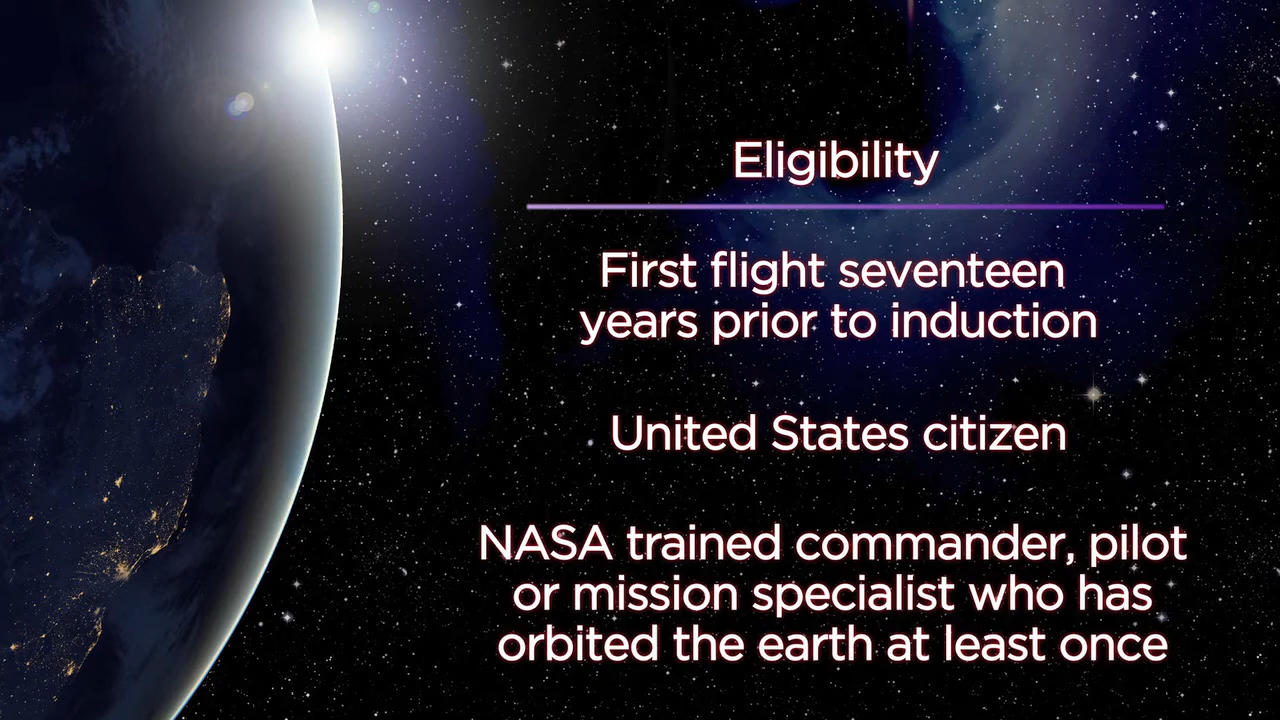 Eligibility
First flight seventeen
years prior to induction
United States citizen
NASA trained commander, pilot
or mission specialist who has
orbited the earth at least once